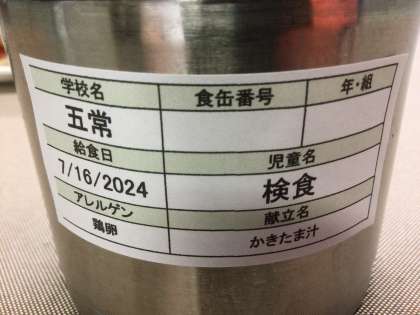 学校名 食缶番号 年・組
五常
給食日 児童名
7/16/2024 検食
アレルゲン 献立名
鶏卵 かきたま汁